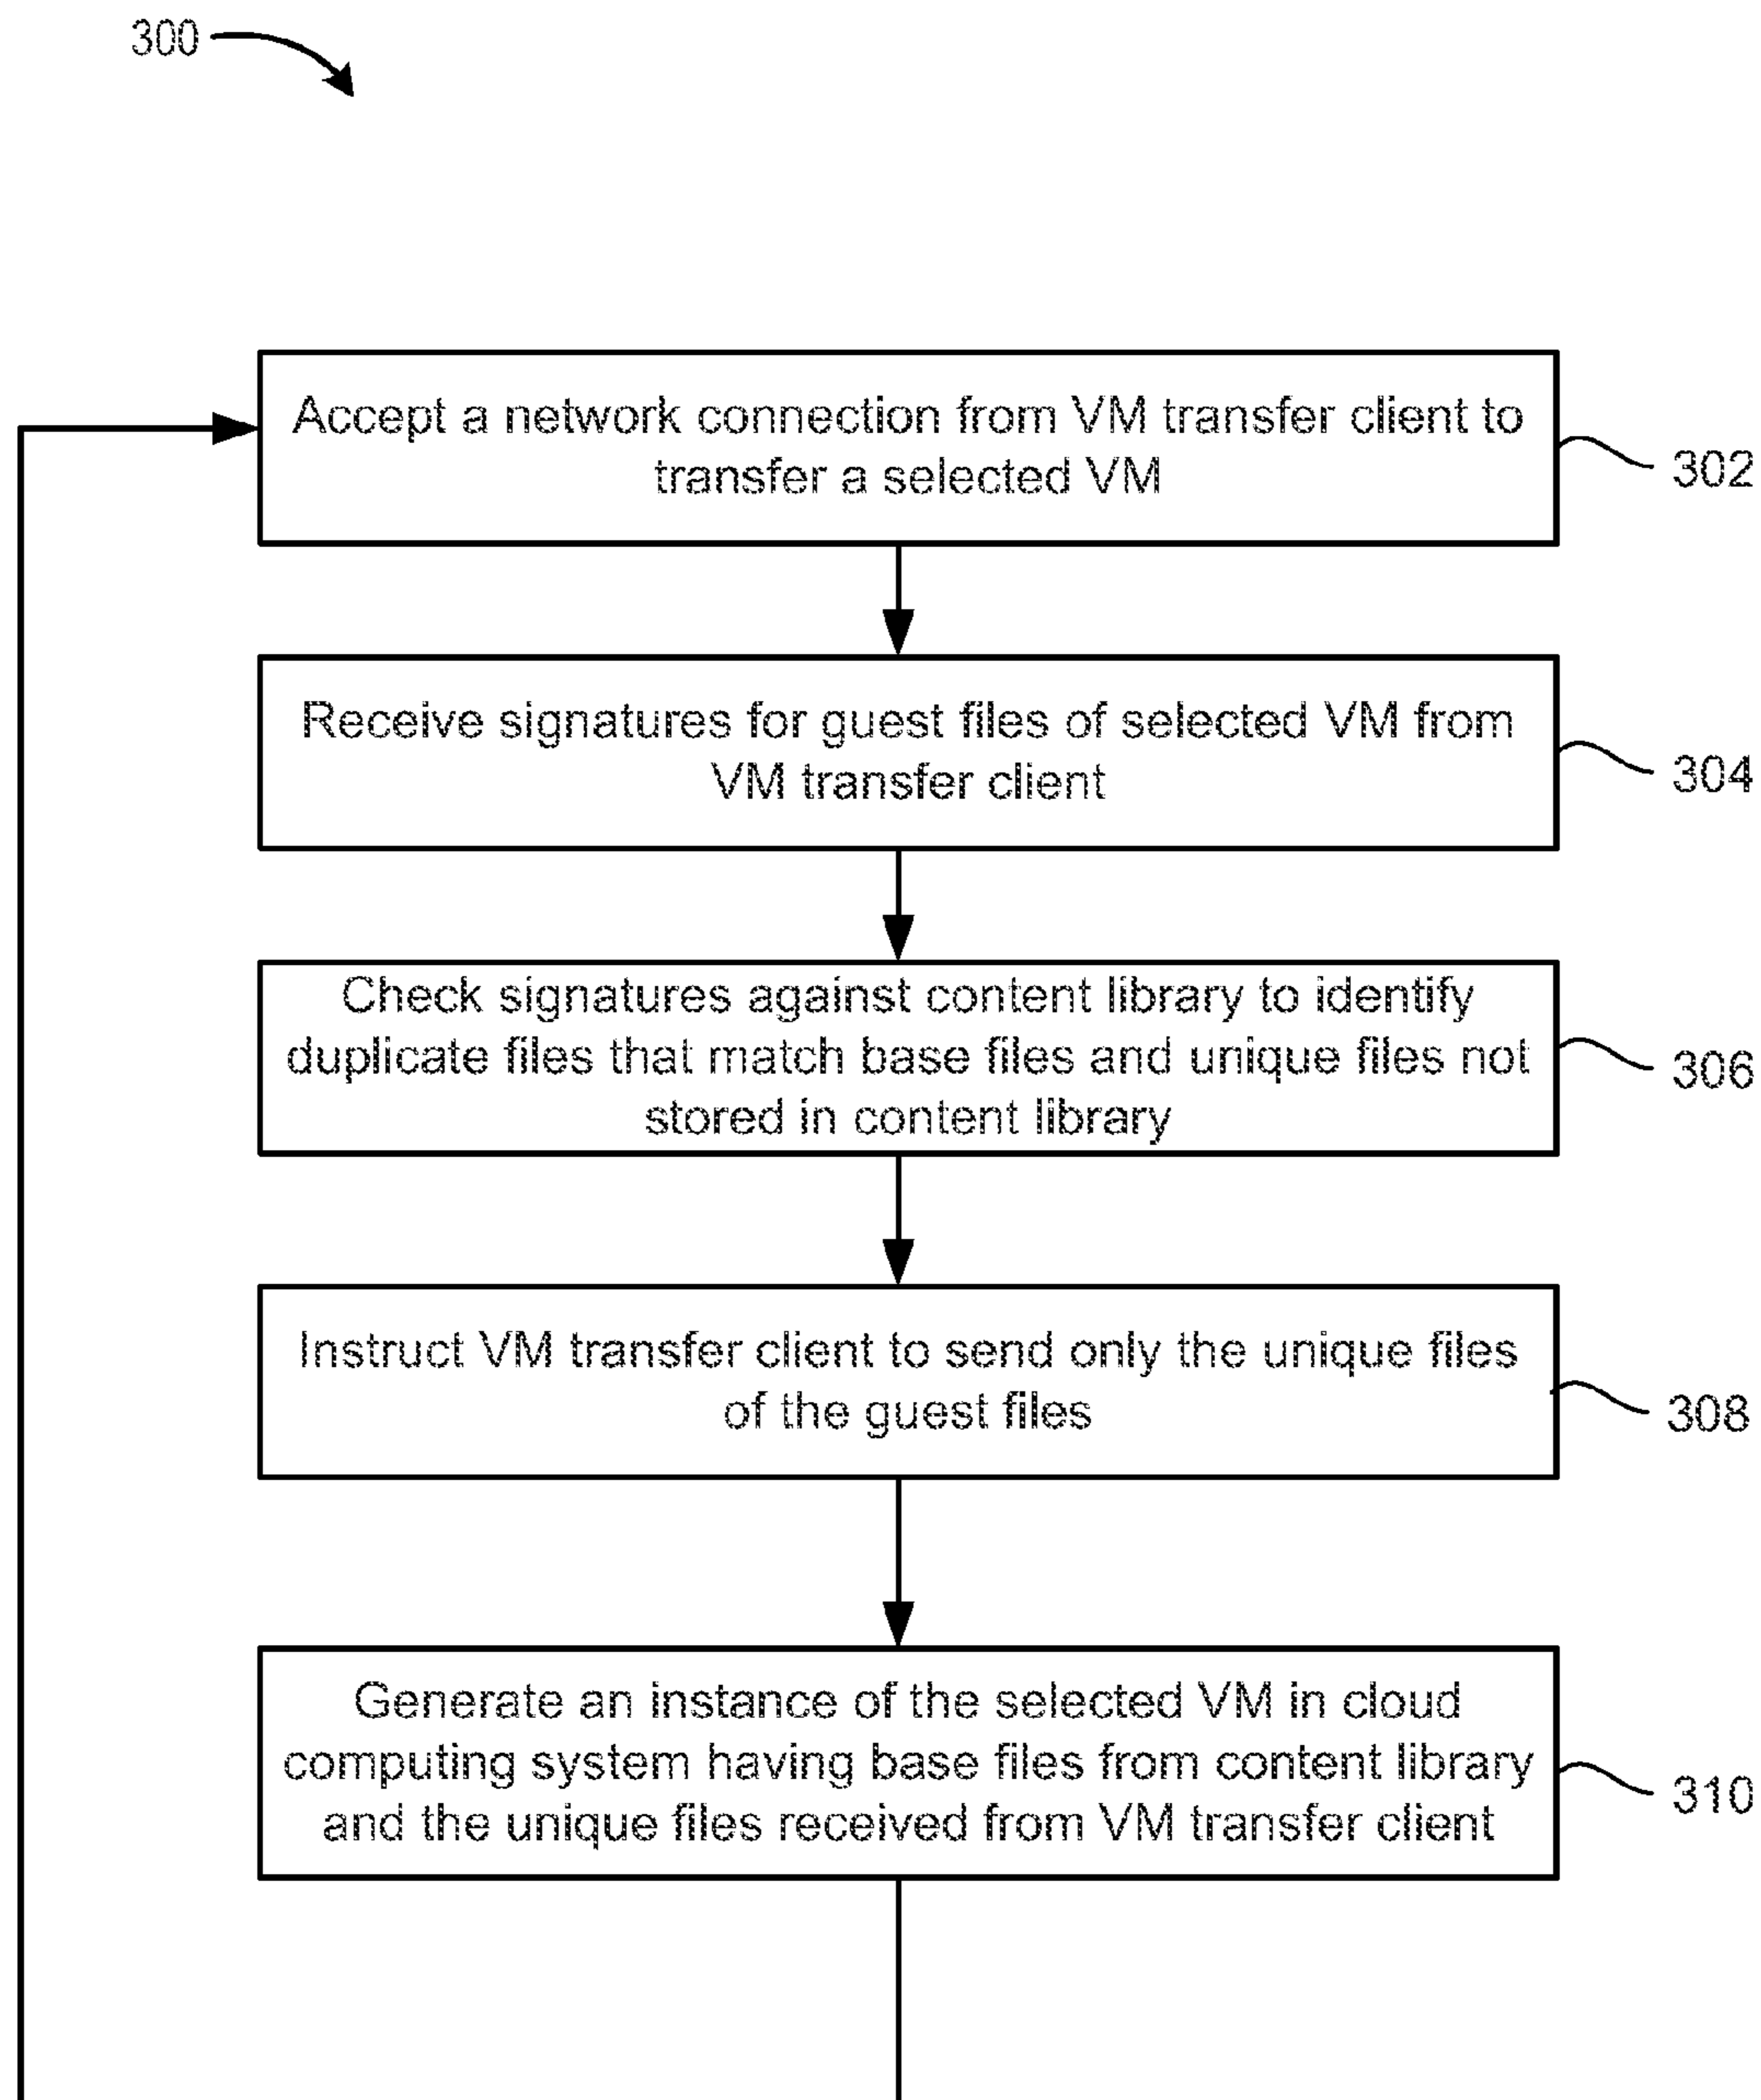 300
Accept a network connection from VM transfer client to
transfer a selected VM
302
Receive signatures for guest files of selected VM from
VM transfer client
304
Check signatures against content library to identify
duplicate files that match base files and unique files not
stored in content library
306
Instruct VM transfer client to send only the unique files
of the guest files
308
Generate an instance of the selected VM in cloud
computing system having base files from content library
and the unique files received from VM transfer client
310